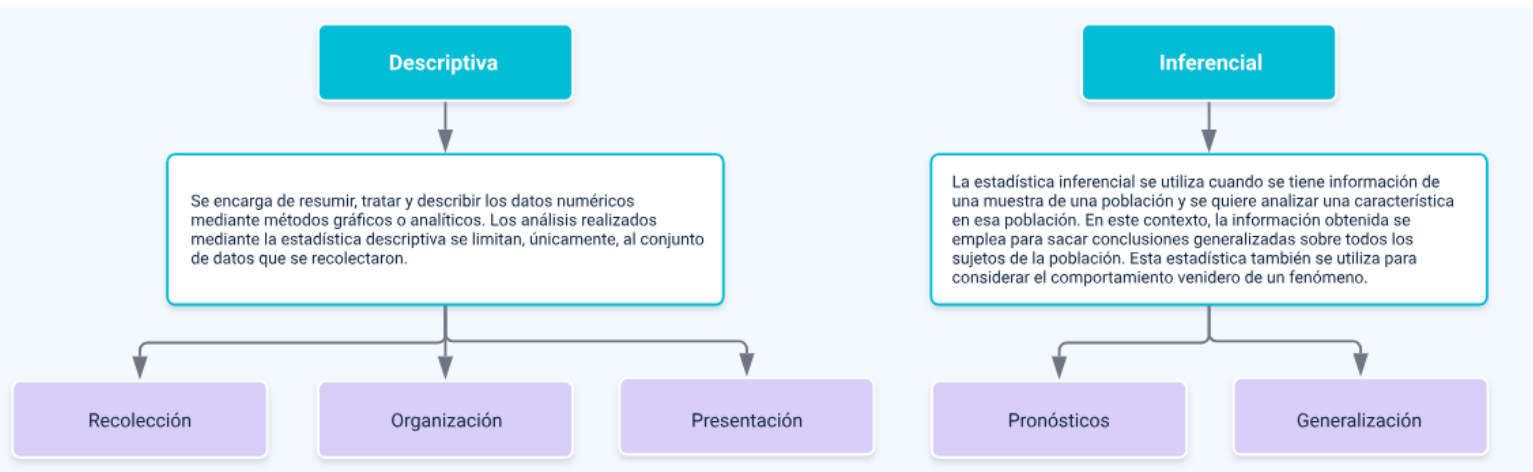 Descriptiva
Inferencial
Se encarga de resumir, tratar y describir los datos numéricos
mediante métodos gráficos o analíticos. Los análisis realizados
mediante la estadística descriptiva se limitan, únicamente, al conjunto
de datos que se recolectaron.
La estadística inferencial se utiliza cuando se tiene información de
una muestra de una población y se quiere analizar una característica
en esa población. En este contexto, la información obtenida se
emplea para sacar conclusiones generalizadas sobre todos los
sujetos de la población. Esta estadística también se utiliza para
considerar el comportamiento venidero de un fenómeno.
Recolección
Organización
Presentación
Pronósticos
Generalización